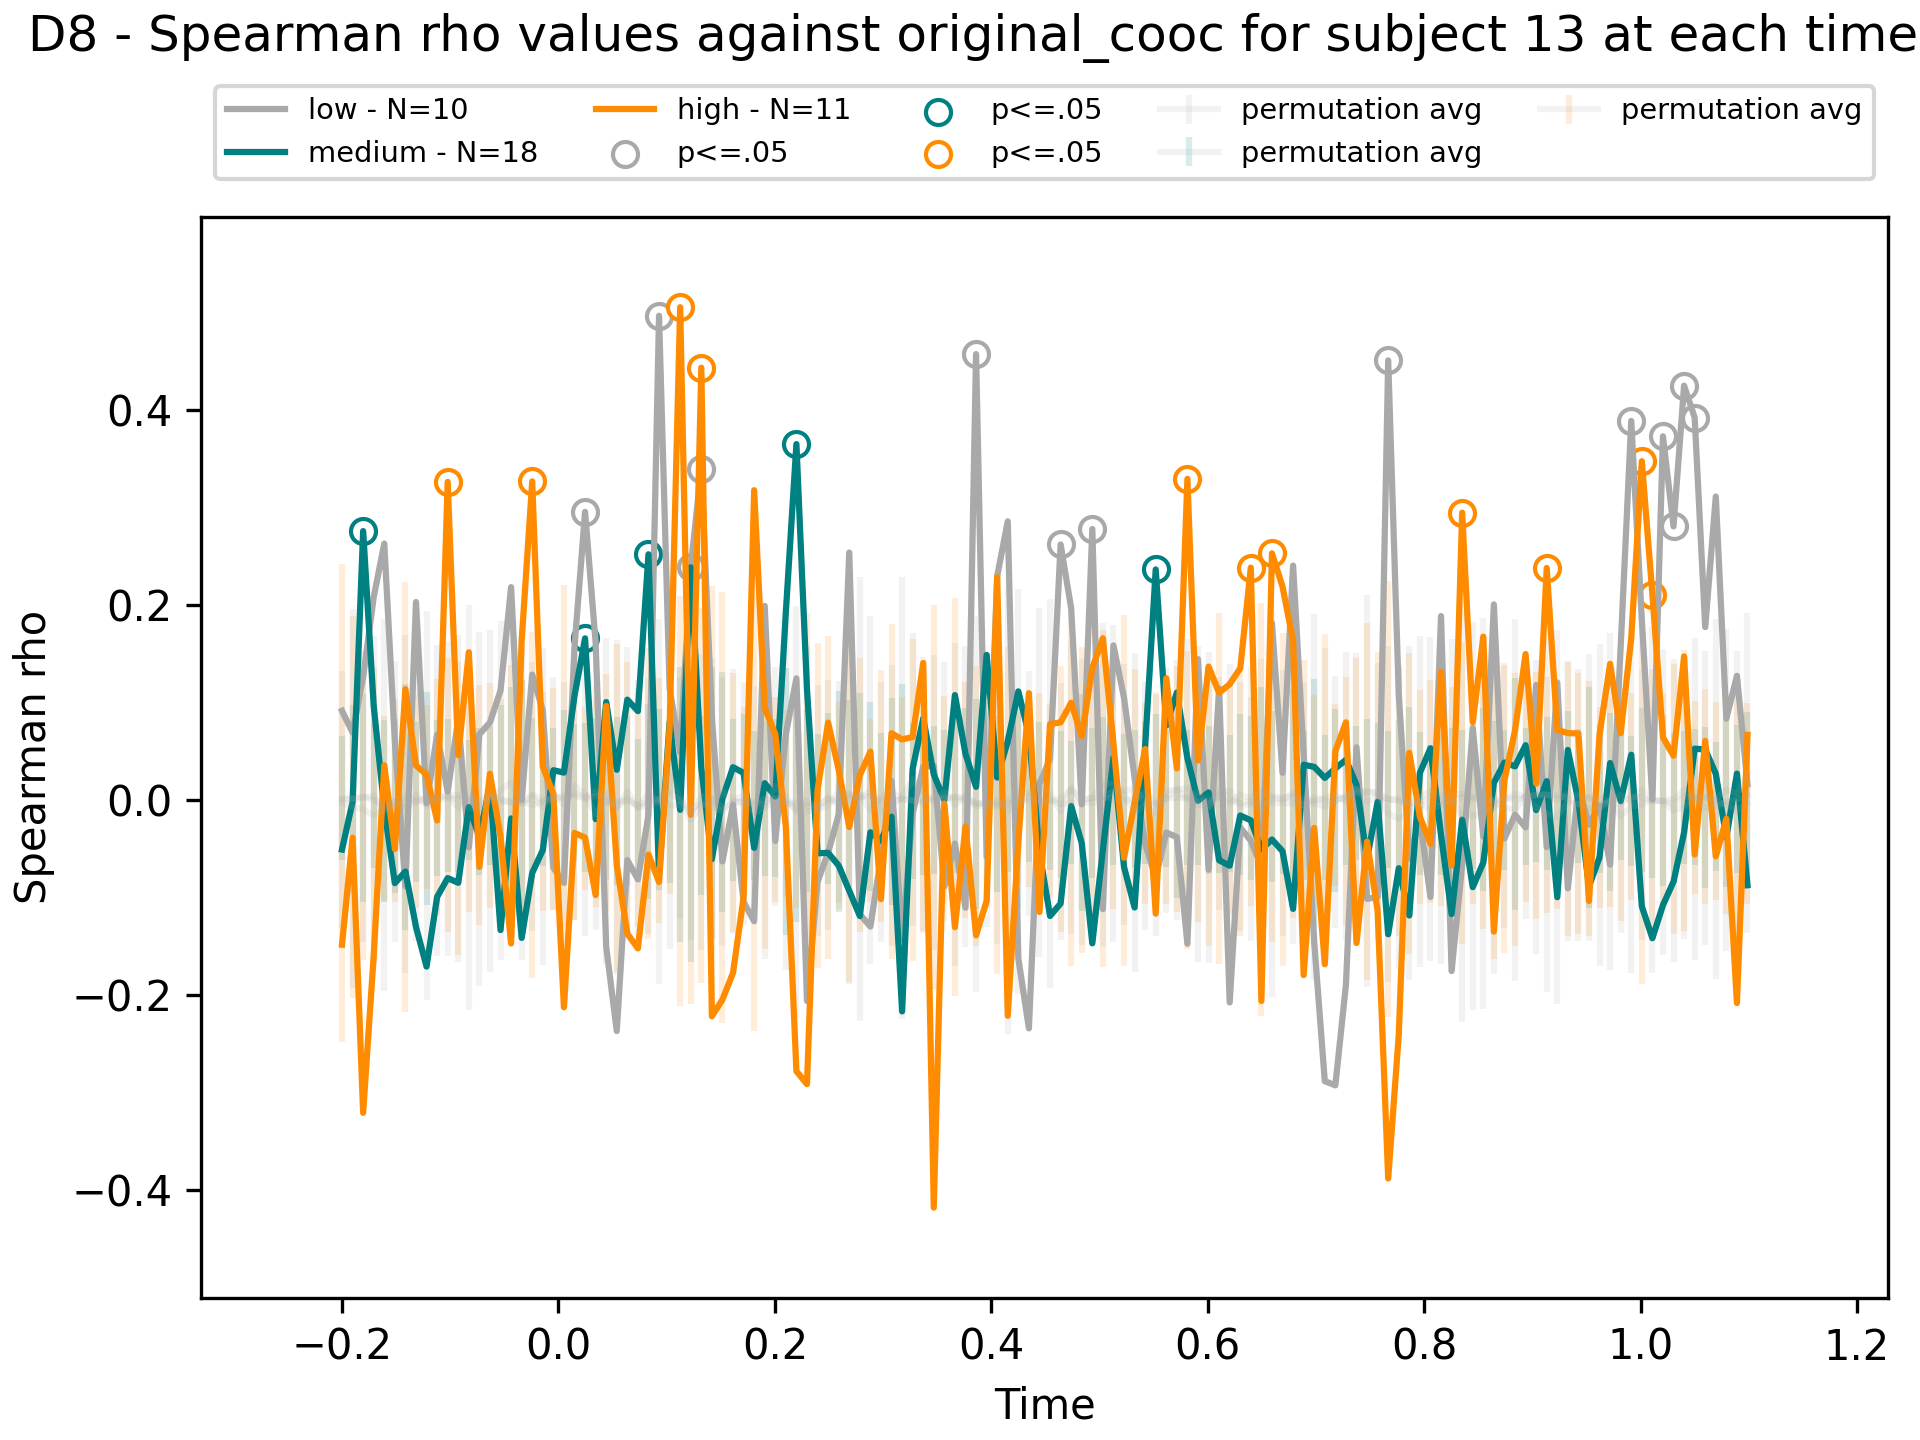 D8 - Spearman rho values against original_cooc for subject 13 at each time
low - N=10 high - N=11 p<=.05 permutation avg permutation avg
medium - N=18 p<=.05 p<=.05 permutation avg
Spearman rho
0.4
0.2
0.0
−0.2
−0.4
−0.2 0.0 0.2 0.4 0.6 0.8 1.0 1.2
Time